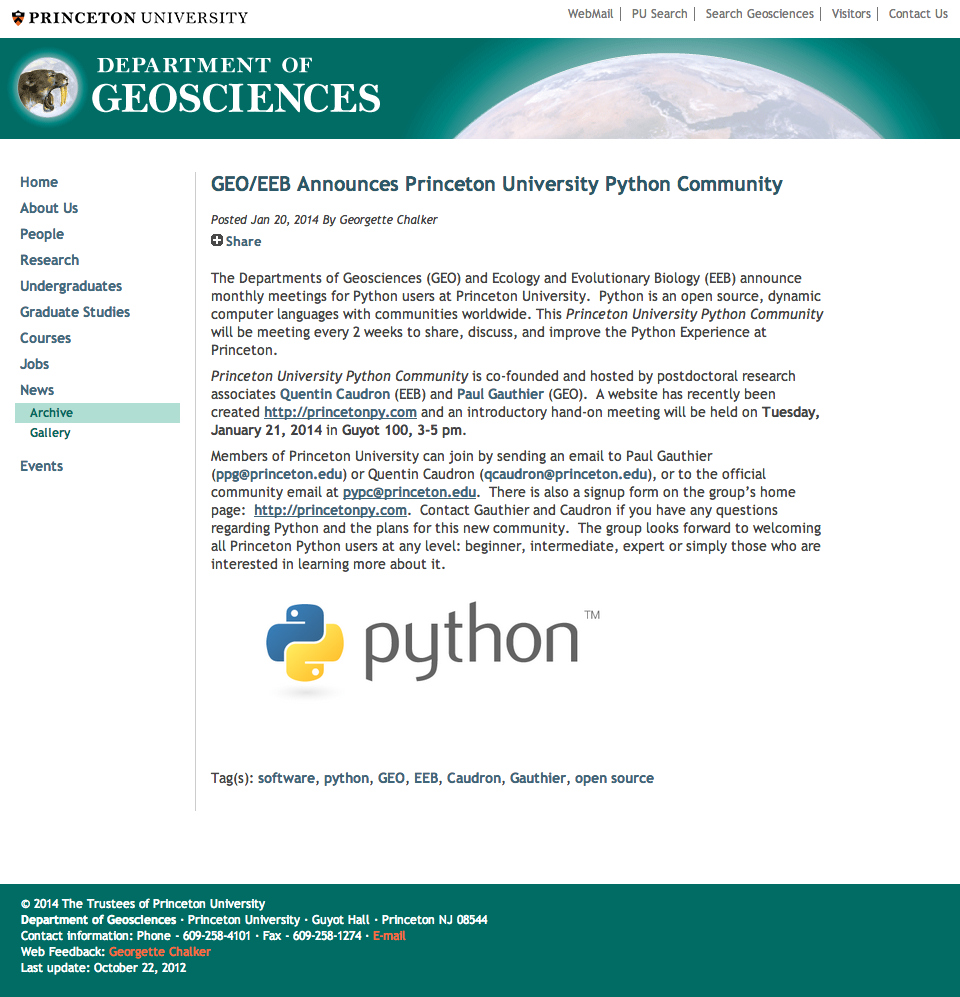 PRINCETON UNIVERSITY
WebMail | PU Search | Search Geosciences | Visitors | Contact Us
DEPARTMENT OF
GEOSCIENCES
Home
About Us
People
Research
Undergraduates
Graduate Studies
Courses
Jobs
News
Archive
Gallery
Events
GEO/EEB Announces Princeton University Python Community
Posted Jan 20, 2014 By Georgette Chalker
Share
The Departments of Geosciences (GEO) and Ecology and Evolutionary Biology (EEB) announce
monthly meetings for Python users at Princeton University.  Python is an open source, dynamic
computer languages with communities worldwide. This Princeton University Python Community
will be meeting every 2 weeks to share, discuss, and improve the Python Experience at
Princeton.
Princeton University Python Community is co-founded and hosted by postdoctoral research
associates Quentin Caudron (EEB) and Paul Gauthier (GEO).  A website has recently been
created http://princetonpy.com and an introductory hand-on meeting will be held on Tuesday,
January 21, 2014 in Guyot 100, 3-5 pm.
Members of Princeton University can join by sending an email to Paul Gauthier
(ppg@princeton.edu) or Quentin Caudron (qcaudron@princeton.edu), or to the official
community email at pypc@princeton.edu.  There is also a signup form on the group's home
page:  http://princetonpy.com.  Contact Gauthier and Caudron if you have any questions
regarding Python and the plans for this new community.  The group looks forward to welcoming
all Princeton Python users at any level: beginner, intermediate, expert or simply those who are
interested in learning more about it.
python TM
Tag(s): software, python, GEO, EEB, Caudron, Gauthier, open source
© 2014 The Trustees of Princeton University
Department of Geosciences · Princeton University · Guyot Hall · Princeton NJ 08544
Contact information: Phone - 609-258-4101 · Fax - 609-258-1274 · E-mail
Web Feedback: Georgette Chalker
Last update: October 22, 2012